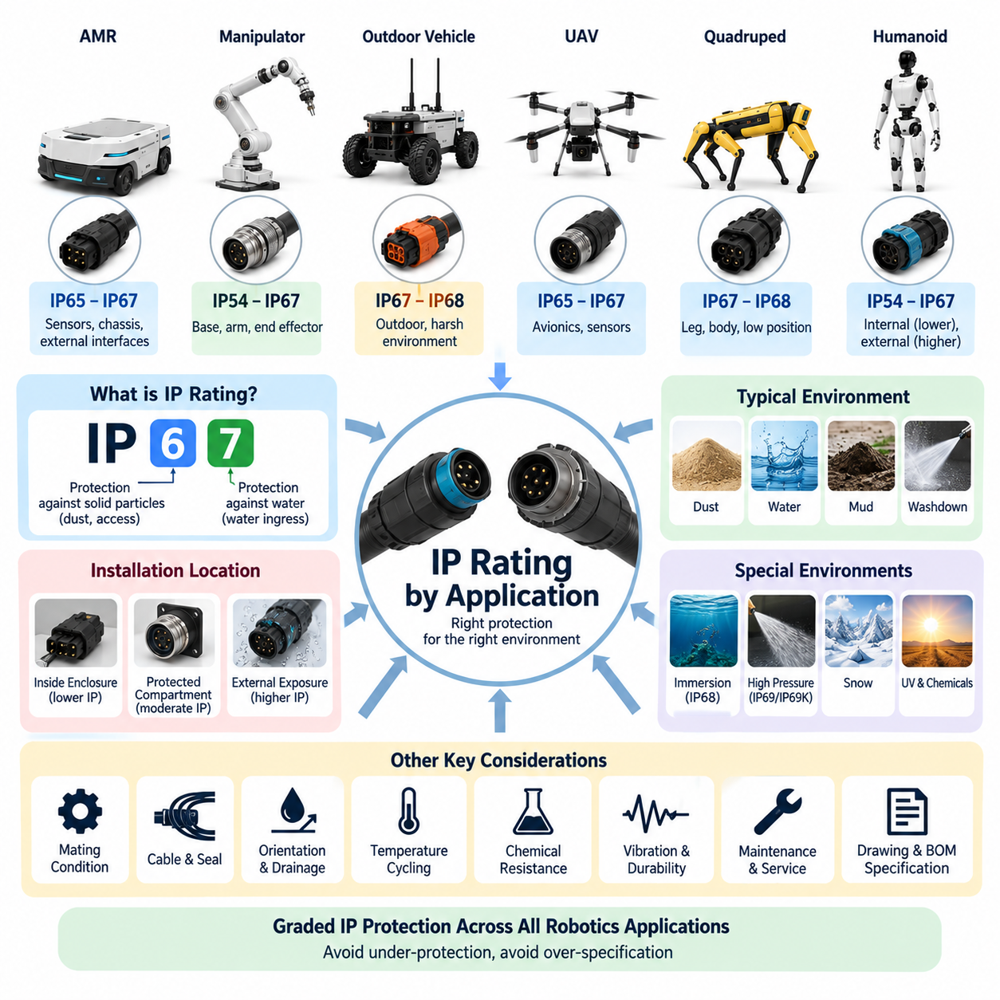 AMR
Manipulator
Outdoor Vehicle
UAV
Quadruped
Humanoid
IP65 – IP67
Sensors, chassis,
external interfaces
IP54 – IP67
Base, arm, end effector
IP67 – IP68
Outdoor, harsh
environment
IP65 – IP67
Avionics, sensors
IP67 – IP68
Leg, body, low position
IP54 – IP67
Internal (lower),
external (higher)
What is IP Rating?
IP 6 7
Protection
against solid particles
(dust, access)
Protection
against water
(water ingress)
Typical Environment
Dust
Water
Mud
Washdown
IP Rating
by Application
Right protection
for the right environment
Installation Location
Inside Enclosure
(lower IP)
Protected
Compartment
(moderate IP)
External Exposure
(higher IP)
Special Environments
Immersion
(IP68)
High Pressure
(IP69/IP69K)
Snow
UV & Chemicals
Other Key Considerations
Mating
Condition
Cable & Seal
Orientation
& Drainage
Temperature
Cycling
Chemical
Resistance
Vibration &
Durability
Maintenance
& Service
Drawing & BOM
Specification
Graded IP Protection Across All Robotics Applications
Avoid under-protection, avoid over-specification